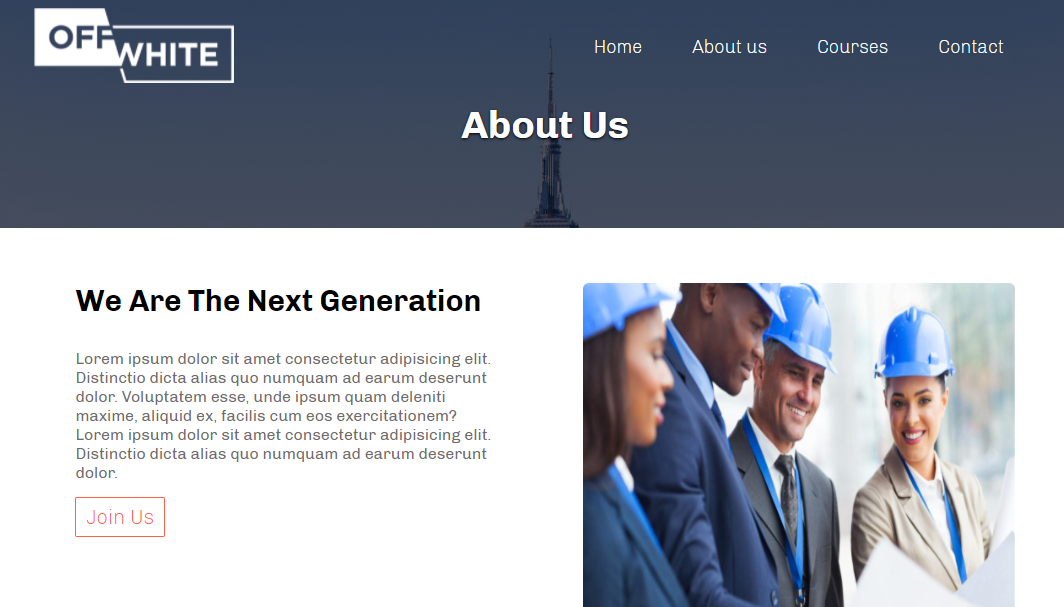 OFF
WHITE
Home
About us
Courses
Contact
About Us
We Are The Next Generation
Lorem ipsum dolor sit amet consectetur adipisicing elit.
Distinctio dicta alias quo numquam ad earum deserunt
dolor. Voluptatem esse, unde ipsum quam deleniti
maxime, aliquid ex, facilis cum eos exercitationem?
Lorem ipsum dolor sit amet consectetur adipisicing elit.
Distinctio dicta alias quo numquam ad earum deserunt
dolor.
Join Us